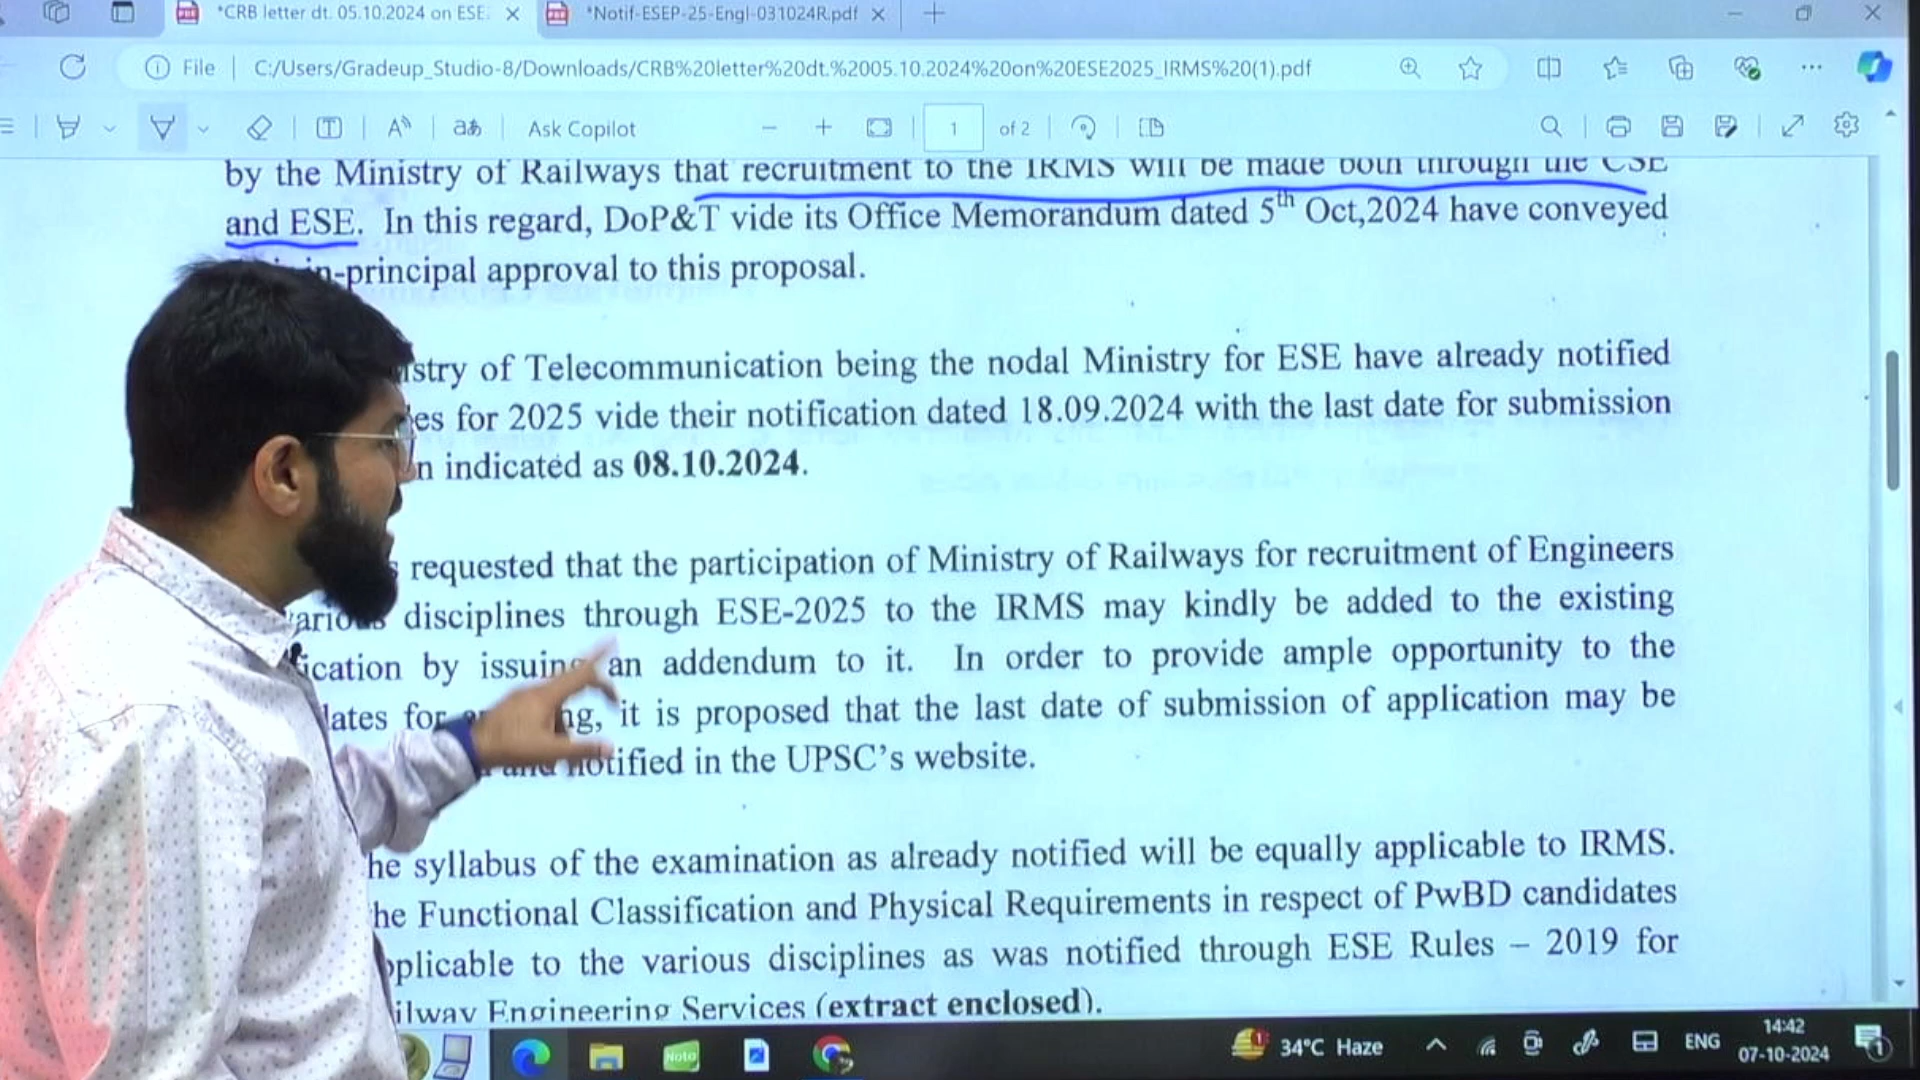 *CRB letter dt. 05.10.2024 on ESE
*Notif-ESEP-25-Engl-031024R.pdf
File
C:/Users/Gradeup_Studio-8/Downloads/CRB%20letter%20dt.%2005.10.2024%20on%20ESE2025_IRMS%20(1).pdf
Ask Copilot
1 of 2
by the Ministry of Railways that recruitment to the IRMS will be made both through the CSE
and ESE. In this regard, DoP&T vide its Office Memorandum dated 5th Oct,2024 have conveyed
in-principal approval to this proposal.
istry of Telecommunication being the nodal Ministry for ESE have already notified
es for 2025 vide their notification dated 18.09.2024 with the last date for submission
n indicated as 08.10.2024.
s requested that the participation of Ministry of Railways for recruitment of Engineers
various disciplines through ESE-2025 to the IRMS may kindly be added to the existing
ication by issuing an addendum to it. In order to provide ample opportunity to the
lates for ng, it is proposed that the last date of submission of application may be
and notified in the UPSC's website.
he syllabus of the examination as already notified will be equally applicable to IRMS.
he Functional Classification and Physical Requirements in respect of PwBD candidates
pplicable to the various disciplines as was notified through ESE Rules – 2019 for
ilway Engineering Services (extract enclosed).
Note
34°C Haze
ENG
14:42
07-10-2024
1